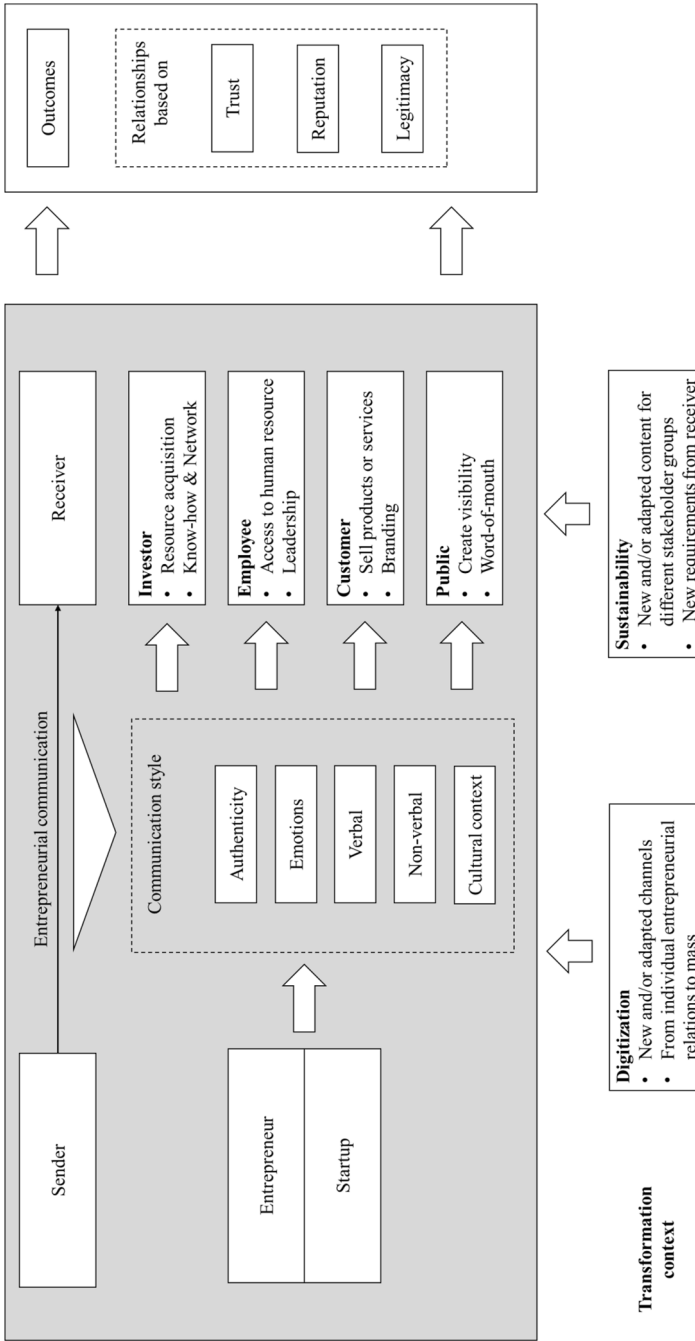 Sender
Entrepreneurial communication
Receiver
Outcomes
Entrepreneur
Startup
Communication style
Authenticity
Emotions
Verbal
Non-verbal
Cultural context
Investor
• Resource acquisition
• Know-how & Network
Employee
• Access to human resource
• Leadership
Customer
• Sell products or services
• Branding
Public
• Create visibility
• Word-of-mouth
Relationships
based on
Trust
Reputation
Legitimacy
Transformation
context
Digitization
• New and/or adapted channels
• From individual entrepreneurial
relations to mass
Sustainability
• New and/or adapted content for
different stakeholder groups
• New requirements from receiver